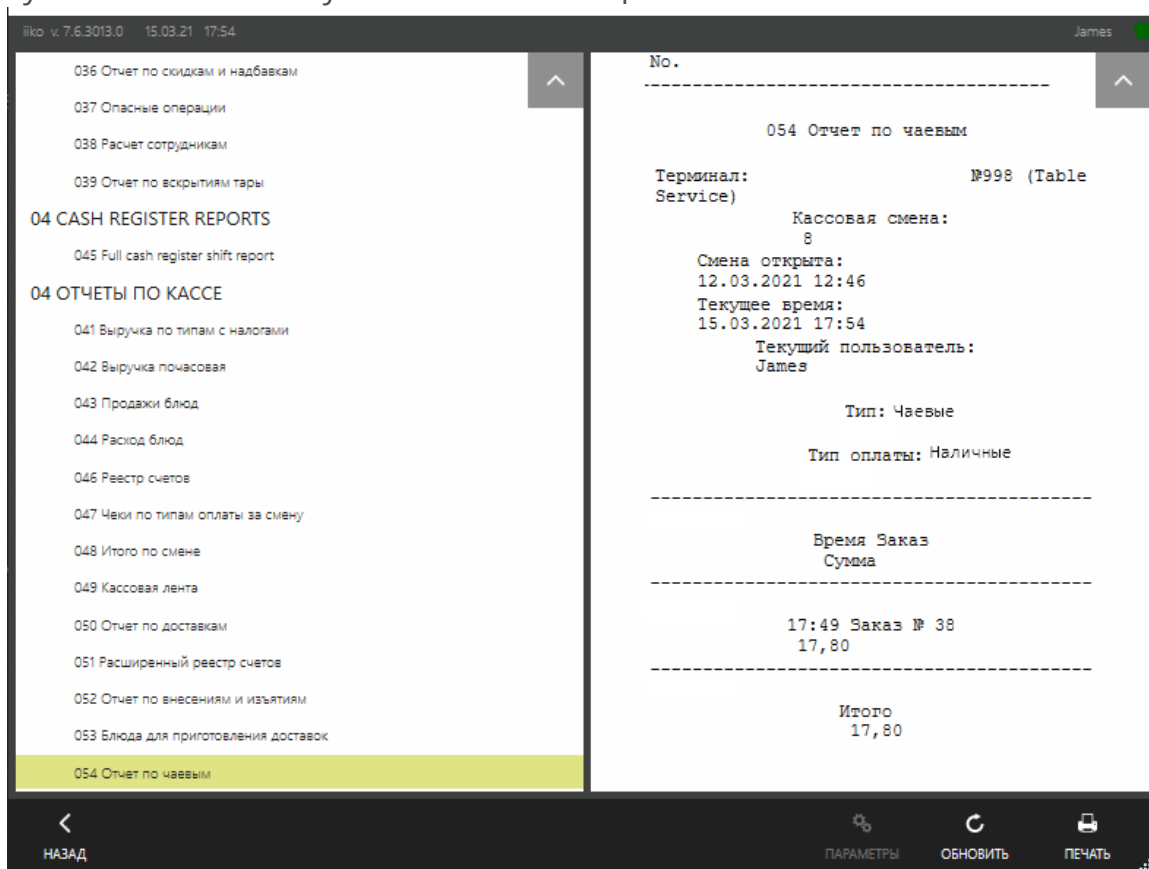 iiko v. 7.6.3013.0 15.03.21 17:54 James
036 Отчет по скидкам и надбавкам
037 Опасные операции
038 Расчет сотрудникам
039 Отчет по вскрытиям тары
04 CASH REGISTER REPORTS
045 Full cash register shift report
04 ОТЧЕТЫ ПО КАССЕ
041 Выручка по типам с налогами
042 Выручка почасовая
043 Продажи блюд
044 Расход блюд
046 Реестр счетов
047 Чеки по типам оплаты за смену
048 Итого по смене
049 Кассовая лента
050 Отчет по доставкам
051 Расширенный реестр счетов
052 Отчет по внесениям и изъятиям
053 Блюда для приготовления доставок
054 Отчет по чаевым
No.
---------------------------------------
054 Отчет по чаевым
Терминал: №998 (Table
Service)
Кассовая смена:
8
Смена открыта:
12.03.2021 12:46
Текущее время:
15.03.2021 17:54
Текущий пользователь:
James
Тип: Чаевые
Тип оплаты: Наличные
------------------------------------------
Время Заказ
Сумма
------------------------------------------
17:49 Заказ № 38
17,80
------------------------------------------
Итого
17,80
НАЗАД ПАРАМЕТРЫ ОБНОВИТЬ ПЕЧАТЬ